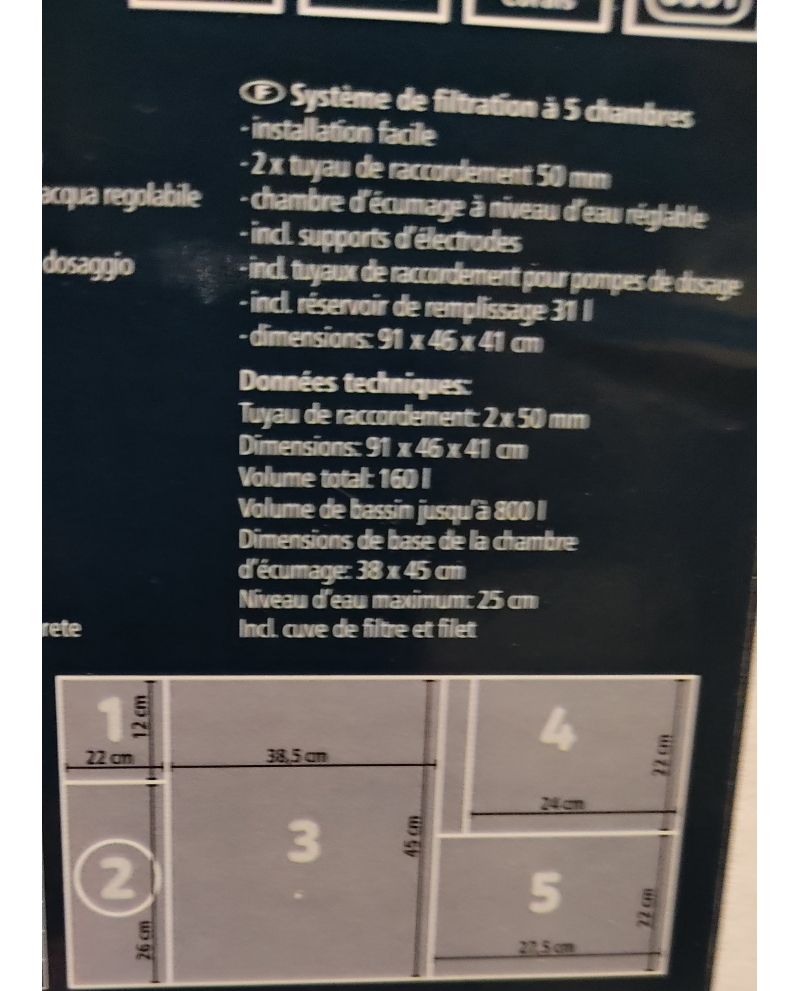 Ⓕ Système de filtration à 5 chambres
- installation facile
- 2 x tuyau de raccordement 50 mm
- chambre d'écumage à niveau d'eau réglable
- incl. supports d'électrodes
- incl. tuyaux de raccordement pour pompes de dosage
- incl. réservoir de remplissage 31 l
- dimensions: 91 x 46 x 41 cm
acqua regolabile
dosaggio
rete
Données techniques:
Tuyau de raccordement: 2 x 50 mm
Dimensions: 91 x 46 x 41 cm
Volume total: 160 l
Volume de bassin jusqu'à 800 l
Dimensions de base de la chambre
d'écumage: 38 x 45 cm
Niveau d'eau maximum: 25 cm
Incl. cuve de filtre et filet
1
12 cm
22 cm
2
26 cm
38,5 cm
3
45 cm
4
22 cm
24 cm
5
22 cm
27,5 cm